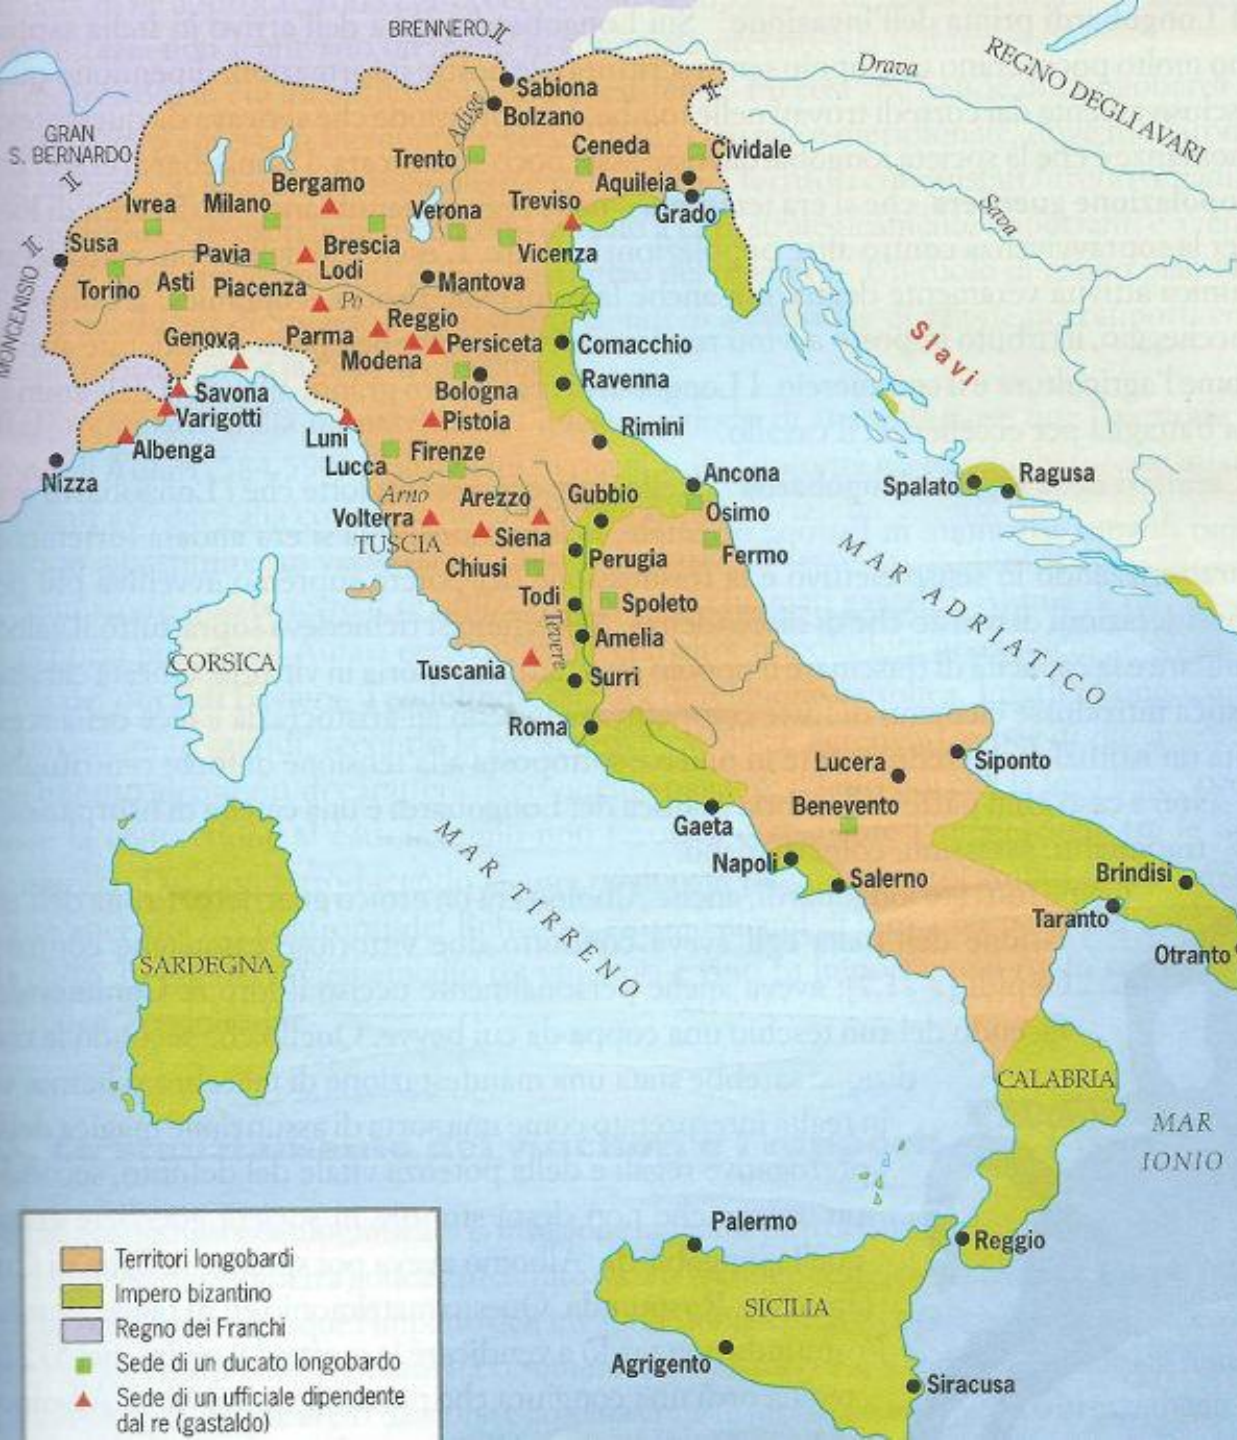 BRENNERO
Drava
REGNO DEGLI AVARI
Sabiona
Adige
Bolzano
GRAN
S. BERNARDO
Trento
Ceneda
Cividale
Bergamo
Aquileia
Ivrea
Milano
Verona
Treviso
Grado
Sava
Susa
Pavia
Brescia
Vicenza
MONCENISIO
Torino
Asti
Piacenza
Lodi
Mantova
Po
Genova
Parma
Reggio
Modena
Persiceta
Comacchio
Slavi
Bologna
Ravenna
Savona
Varigotti
Pistoia
Rimini
Albenga
Luni
Firenze
Nizza
Lucca
Ancona
Spalato
Ragusa
Arno
Arezzo
Gubbio
Osimo
Volterra
Siena
TUSCIA
Perugia
Fermo
MAR ADRIATICO
Chiusi
Todi
Spoleto
Tevere
Amelia
CORSICA
Tuscania
Surri
Roma
Lucera
Siponto
Benevento
Gaeta
MAR TIRRENO
Napoli
Salerno
Brindisi
Taranto
SARDEGNA
Otranto
CALABRIA
MAR
IONIO
Palermo
Reggio
SICILIA
Agrigento
Siracusa
Territori longobardi
Impero bizantino
Regno dei Franchi
Sede di un ducato longobardo
Sede di un ufficiale dipendente
dal re (gastaldo)